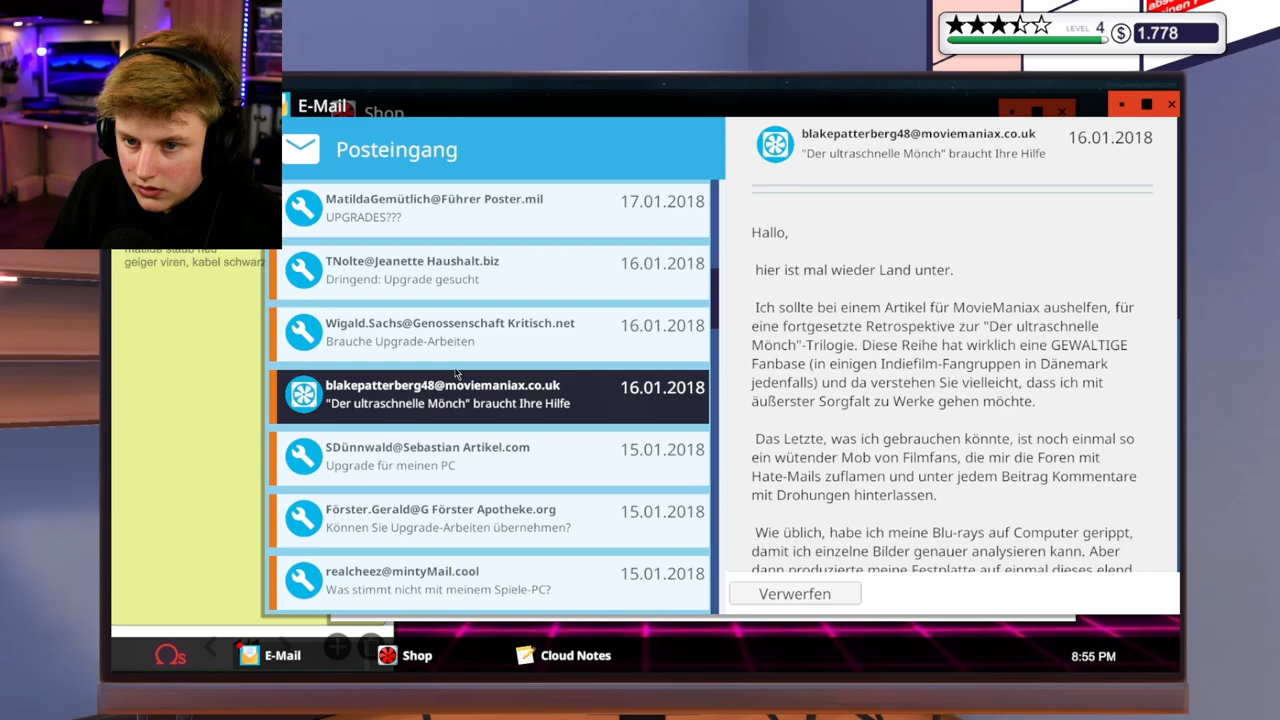 LEVEL 4
$ 1.778
E-Mail
Shop
Posteingang
MatildaGemütlich@Führer Poster.mil
17.01.2018
UPGRADES???
TNolte@Jeanette Haushalt.biz
16.01.2018
Dringend: Upgrade gesucht
Wigald.Sachs@Genossenschaft Kritisch.net
16.01.2018
Brauche Upgrade-Arbeiten
blakepatterberg48@moviemaniax.co.uk
16.01.2018
"Der ultraschnelle Mönch" braucht Ihre Hilfe
SDünnwald@Sebastian Artikel.com
15.01.2018
Upgrade für meinen PC
Förster.Gerald@G Förster Apotheke.org
15.01.2018
Können Sie Upgrade-Arbeiten übernehmen?
realcheez@mintyMail.cool
15.01.2018
Was stimmt nicht mit meinem Spiele-PC?
blakepatterberg48@moviemaniax.co.uk
16.01.2018
"Der ultraschnelle Mönch" braucht Ihre Hilfe
Hallo,
hier ist mal wieder Land unter.
Ich sollte bei einem Artikel für MovieManiax aushelfen, für
eine fortgesetzte Retrospektive zur "Der ultraschnelle
Mönch"-Trilogie. Diese Reihe hat wirklich eine GEWALTIGE
Fanbase (in einigen Indiefilm-Fangruppen in Dänemark
jedenfalls) und da verstehen Sie vielleicht, dass ich mit
äußerster Sorgfalt zu Werke gehen möchte.
Das Letzte, was ich gebrauchen könnte, ist noch einmal so
ein wütender Mob von Filmfans, die mir die Foren mit
Hate-Mails zuflamen und unter jedem Beitrag Kommentare
mit Drohungen hinterlassen.
Wie üblich, habe ich meine Blu-rays auf Computer gerippt,
damit ich einzelne Bilder genauer analysieren kann. Aber
dann produzierte meine Festplatte auf einmal dieses elend
Verwerfen
matilda staub neu
geiger viren, kabel schwarz
E-Mail
Shop
Cloud Notes
8:55 PM